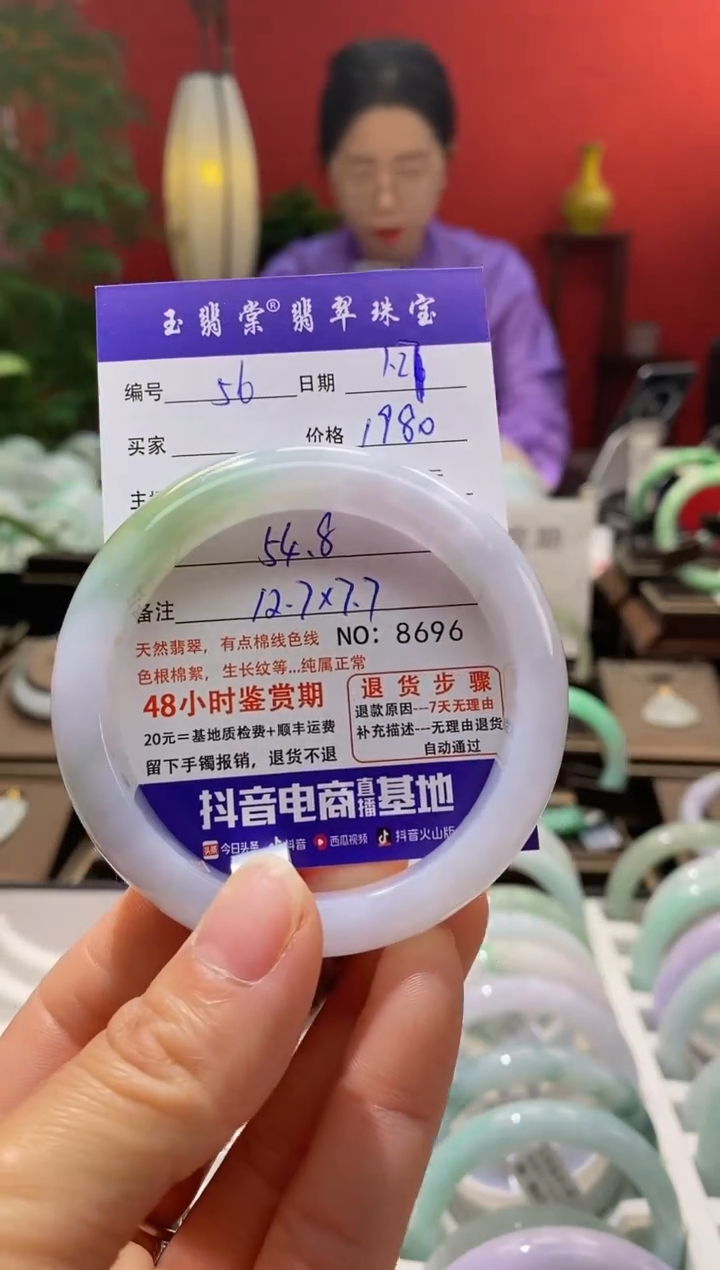 玉翡棠®翡翠珠宝
编号 56 日期
买家 价格 1980
54.8
备注 12.7×7.7
天然翡翠，有点棉线色线 NO：8696
色根棉絮，生长纹等...纯属正常
48小时鉴赏期
20元=基地质检费+顺丰运费
留下手镯报销，退货不退
退货步骤
退款原因---7天无理由
补充描述---无理由退货
自动通过
抖音电商直播基地
头条 今日头条 抖音 西瓜视频 抖音火山版